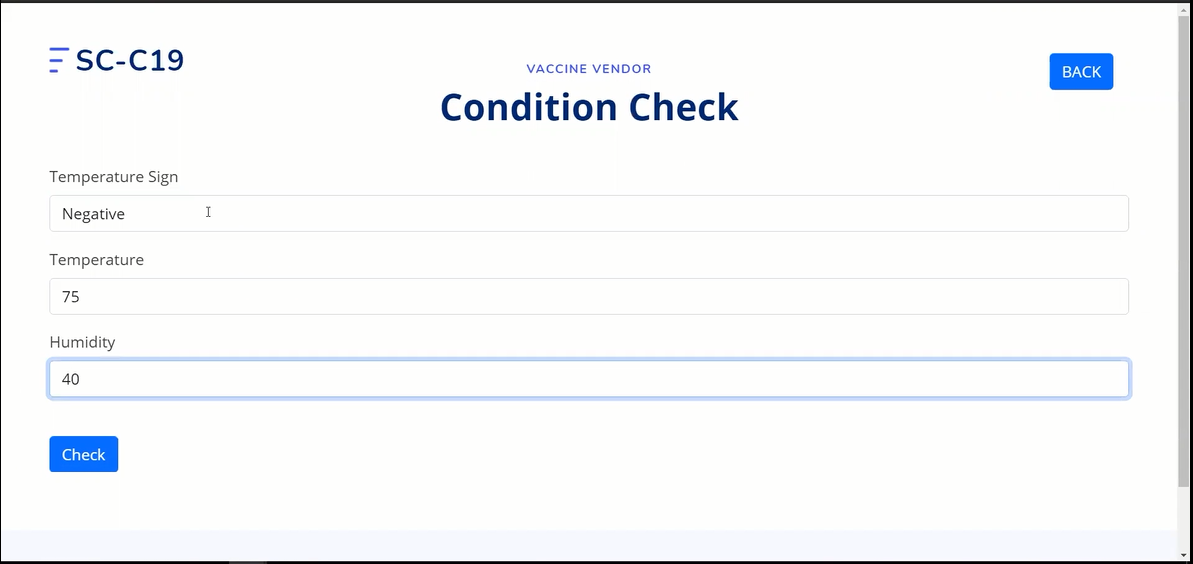 SC-C19
VACCINE VENDOR
BACK
Condition Check
Temperature Sign
Negative
Temperature
75
Humidity
40
Check